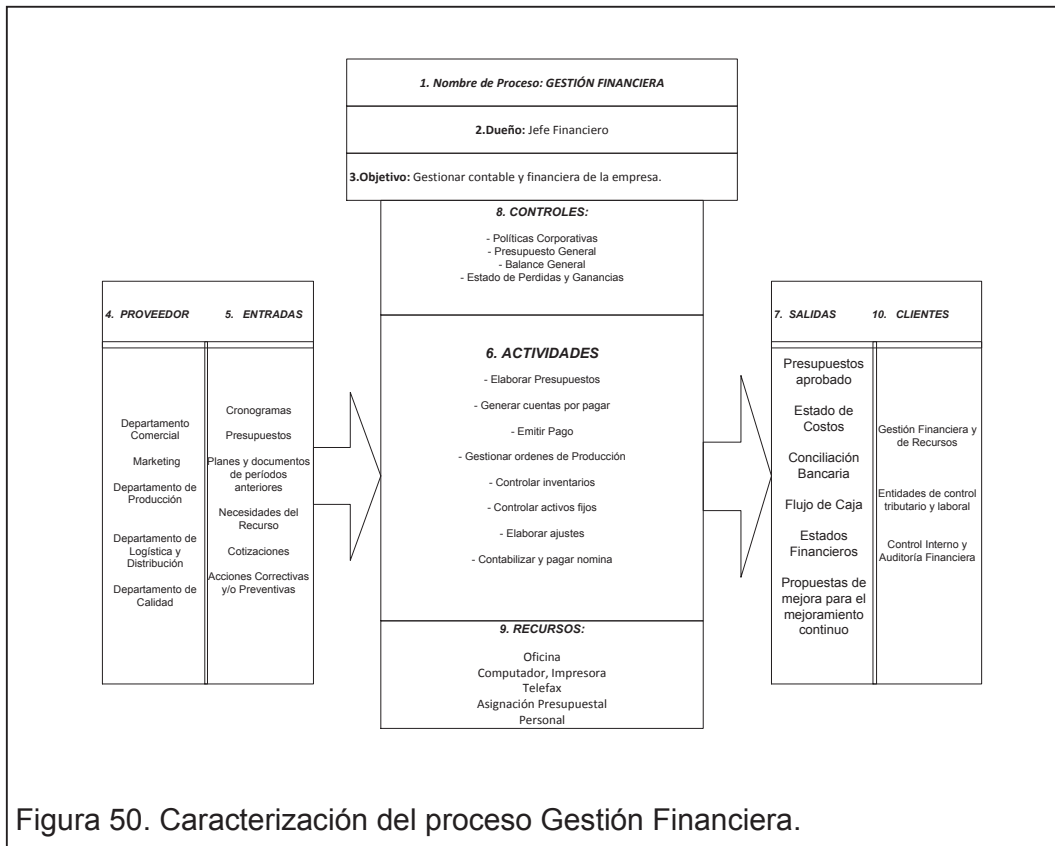 1. Nombre de Proceso: GESTIÓN FINANCIERA
2.Dueño: Jefe Financiero
3.Objetivo: Gestionar contable y financiera de la empresa.
8. CONTROLES:
- Políticas Corporativas
- Presupuesto General
- Balance General
- Estado de Perdidas y Ganancias
4. PROVEEDOR
5. ENTRADAS
Departamento
Comercial
Marketing
Departamento de
Producción
Departamento de
Logística y
Distribución
Departamento de
Calidad
Cronogramas
Presupuestos
Planes y documentos
de períodos
anteriores
Necesidades del
Recurso
Cotizaciones
Acciones Correctivas
y/o Preventivas
6. ACTIVIDADES
- Elaborar Presupuestos
- Generar cuentas por pagar
- Emitir Pago
- Gestionar ordenes de Producción
- Controlar inventarios
- Controlar activos fijos
- Elaborar ajustes
- Contabilizar y pagar nomina
9. RECURSOS:
Oficina
Computador, Impresora
Telefax
Asignación Presupuestal
Personal
7. SALIDAS
10. CLIENTES
Presupuestos
aprobado
Estado de
Costos
Conciliación
Bancaria
Flujo de Caja
Estados
Financieros
Propuestas de
mejora para el
mejoramiento
continuo
Gestión Financiera y
de Recursos
Entidades de control
tributario y laboral
Control Interno y
Auditoría Financiera
Figura 50. Caracterización del proceso Gestión Financiera.